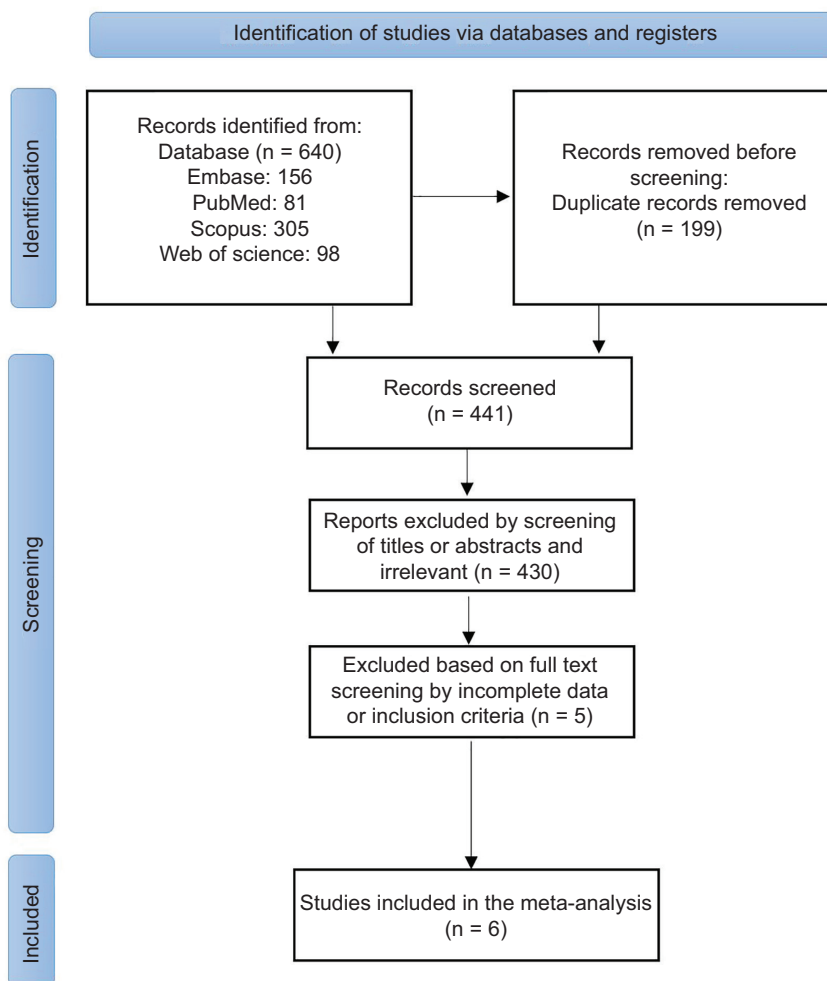 Identification of studies via databases and registers
Identification
Records identified from:
Database (n = 640)
Embase: 156
PubMed: 81
Scopus: 305
Web of science: 98
Records removed before
screening:
Duplicate records removed
(n = 199)
Screening
Records screened
(n = 441)
Reports excluded by screening
of titles or abstracts and
irrelevant (n = 430)
Excluded based on full text
screening by incomplete data
or inclusion criteria (n = 5)
Included
Studies included in the meta-analysis
(n = 6)